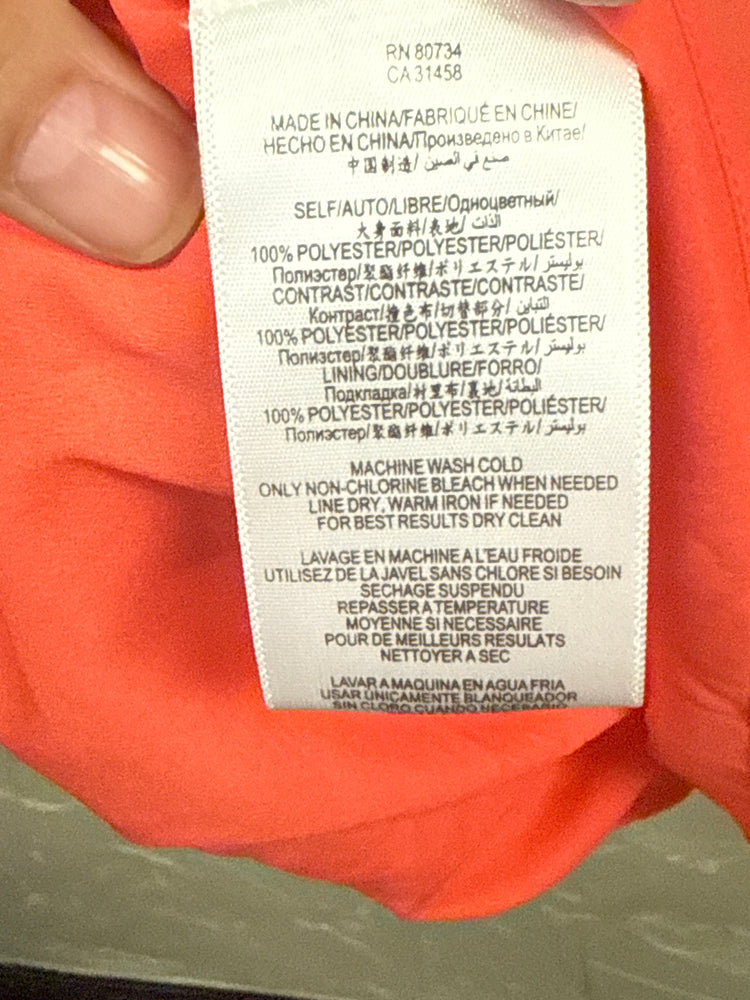 RN 80734
CA 31458
MADE IN CHINA/FABRIQUÉ EN CHINE/
HECHO EN CHINA/Произведено в Китае/
中国制造/ صنع في الصين
SELF/AUTO/LIBRE/Одноцветный/
大身面料/表地/ الذات
100% POLYESTER/POLYESTER/POLIÉSTER/
Полиэстер/聚酯纤维/ポリエステル/ بوليستر
CONTRAST/CONTRASTE/CONTRASTE/
Контраст/撞色布/切替部分/ التباين
100% POLYESTER/POLYESTER/POLIÉSTER/
Полиэстер/聚酯纤维/ポリエステル/ بوليستر
LINING/DOUBLURE/FORRO/
Подкладка/衬里布/裏地/ البطانة
100% POLYESTER/POLYESTER/POLIÉSTER/
Полиэстер/聚酯纤维/ポリエステル/ بوليستر
MACHINE WASH COLD
ONLY NON-CHLORINE BLEACH WHEN NEEDED
LINE DRY, WARM IRON IF NEEDED
FOR BEST RESULTS DRY CLEAN
LAVAGE EN MACHINE A L'EAU FROIDE
UTILISEZ DE LA JAVEL SANS CHLORE SI BESOIN
SECHAGE SUSPENDU
REPASSER A TEMPERATURE
MOYENNE SI NECESSAIRE
POUR DE MEILLEURS RESULATS
NETTOYER A SEC
LAVAR A MAQUINA EN AGUA FRIA
USAR UNICAMENTE BLANQUEADOR
SIN CLORO CUANDO NECESARIO